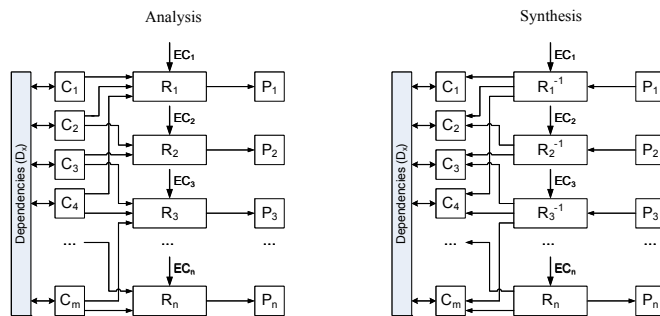 Analysis
Synthesis
EC1
EC1
C1
R1
P1
C1
R1-1
P1
EC2
EC2
C2
R2
P2
C2
R2-1
P2
C3
C3
EC3
EC3
C4
R3
P3
C4
R3-1
P3
...
...
...
...
...
...
ECn
ECn
Cm
Rn
Pn
Cm
Rn
Pn
Dependencies (Dx)
Dependencies (Dx)